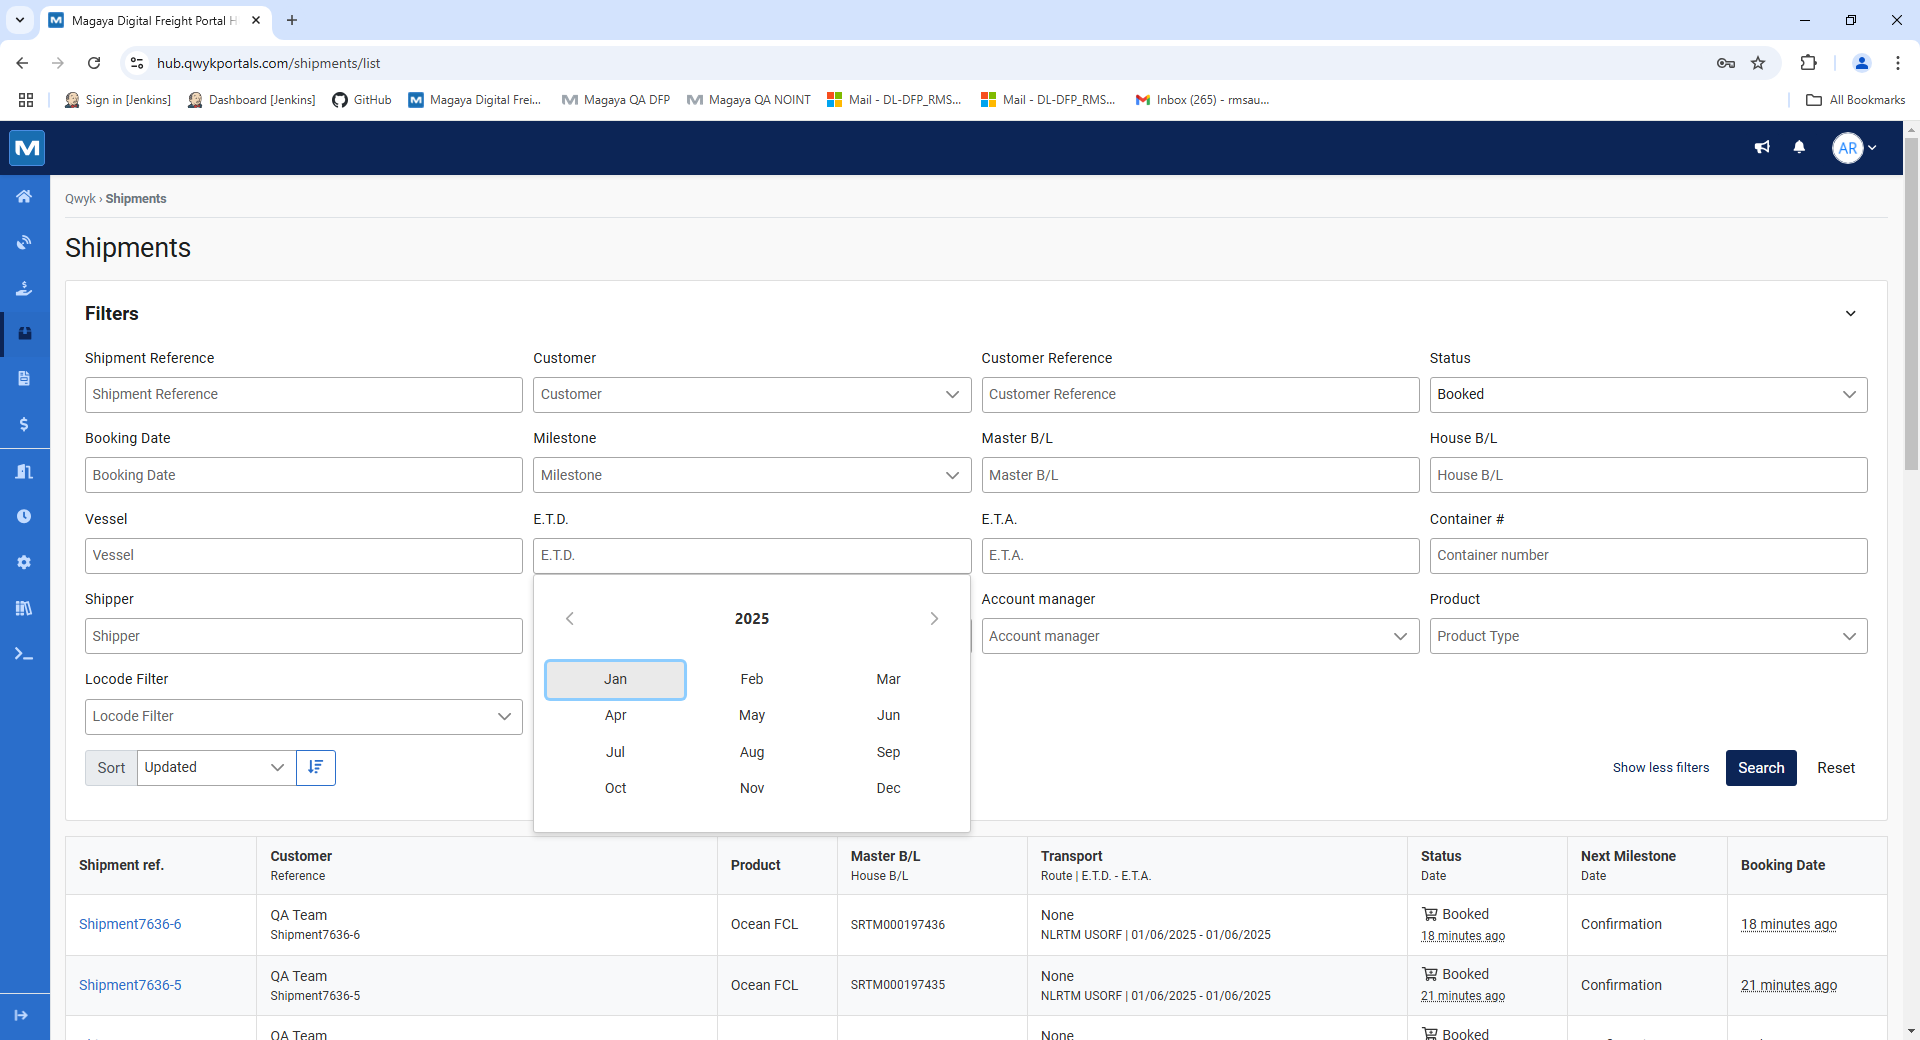 Magaya Digital Freight Portal H
hub.qwykportals.com/shipments/list
Sign in [Jenkins]
Dashboard [Jenkins]
GitHub
Magaya Digital Frei...
Magaya QA DFP
Magaya QA NOINT
Mail - DL-DFP_RMS...
Mail - DL-DFP_RMS...
Inbox (265) - rmsau...
All Bookmarks
AR
Qwyk › Shipments
Shipments
Filters
Shipment Reference
Customer
Customer Reference
Status
Shipment Reference
Customer
Customer Reference
Booked
Booking Date
Milestone
Master B/L
House B/L
Booking Date
Milestone
Master B/L
House B/L
Vessel
E.T.D.
E.T.A.
Container #
Vessel
E.T.D.
E.T.A.
Container number
Shipper
2025
Account manager
Product
Shipper
Account manager
Product Type
Locode Filter
Jan Feb Mar
Locode Filter
Apr May Jun
Jul Aug Sep
Oct Nov Dec
Sort
Updated
Show less filters
Search
Reset
Shipment ref.
Customer
Reference
Product
Master B/L
House B/L
Transport
Route | E.T.D. - E.T.A.
Status
Date
Next Milestone
Date
Booking Date
Shipment7636-6
QA Team
Shipment7636-6
Ocean FCL
SRTM000197436
None
NLRTM USORF | 01/06/2025 - 01/06/2025
Booked
18 minutes ago
Confirmation
18 minutes ago
Shipment7636-5
QA Team
Shipment7636-5
Ocean FCL
SRTM000197435
None
NLRTM USORF | 01/06/2025 - 01/06/2025
Booked
21 minutes ago
Confirmation
21 minutes ago
QA Team
None
Booked